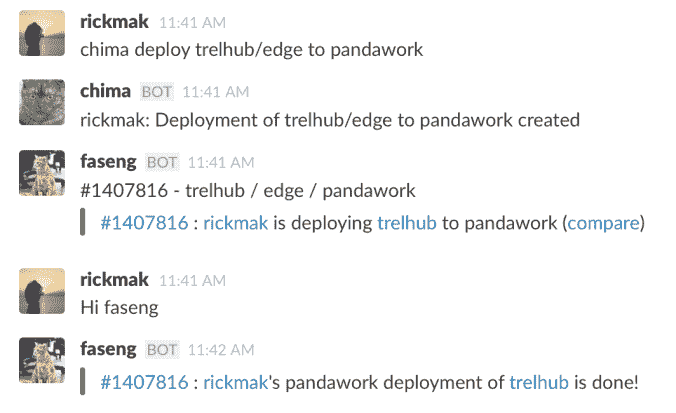 rickmak 11:41 AM
chima deploy trelhub/edge to pandawork
chima BOT 11:41 AM
rickmak: Deployment of trelhub/edge to pandawork created
faseng BOT 11:41 AM
#1407816 - trelhub / edge / pandawork
#1407816 : rickmak is deploying trelhub to pandawork (compare)
rickmak 11:41 AM
Hi faseng
faseng BOT 11:42 AM
#1407816 : rickmak's pandawork deployment of trelhub is done!